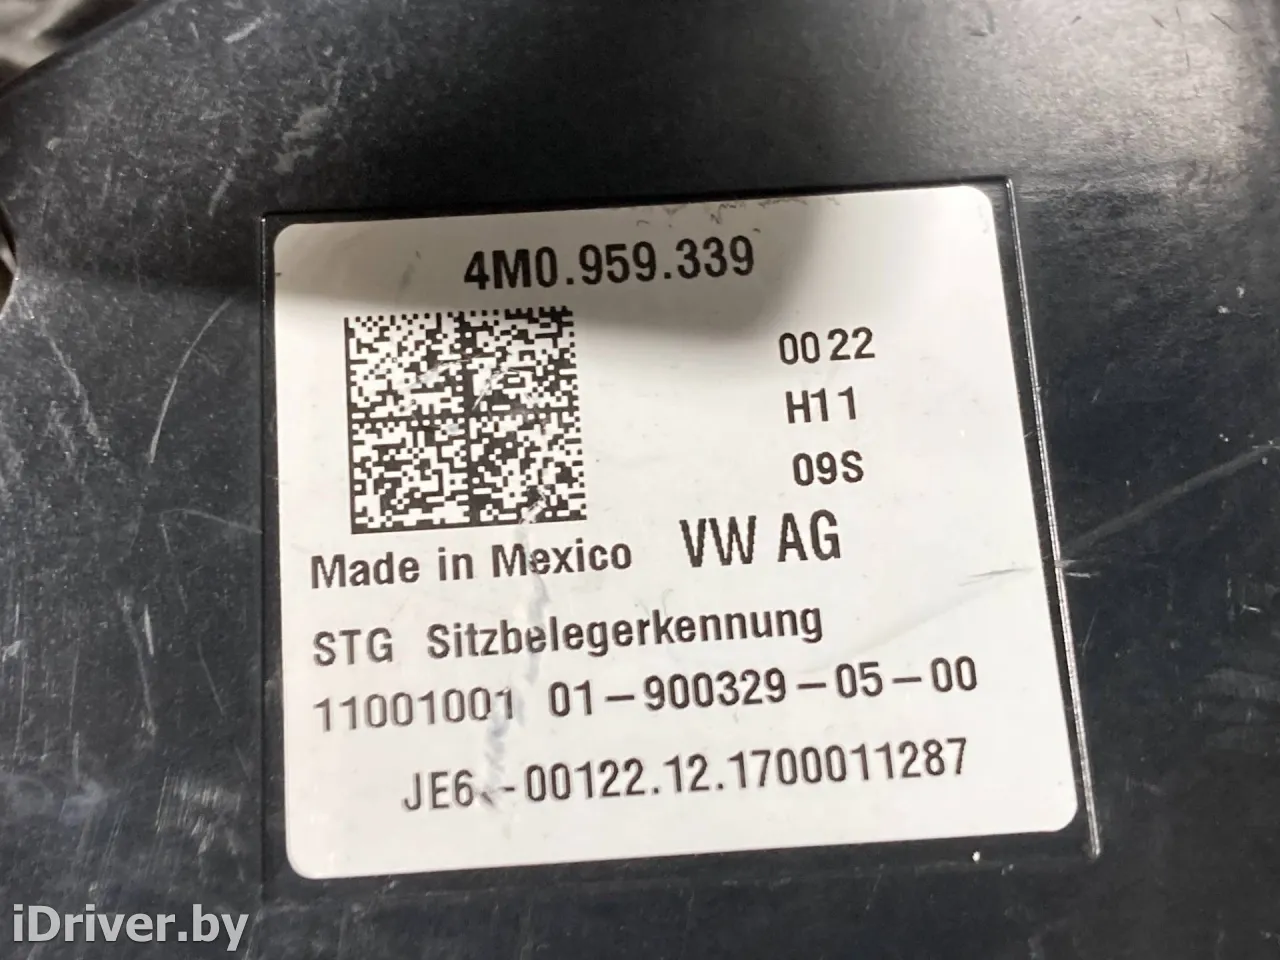 4M0.959.339
0022
H11
09S
Made in Mexico VW AG
STG Sitzbelegerkennung
11001001 01-900329-05-00
JE6 -00122.12.1700011287
iDriver.by